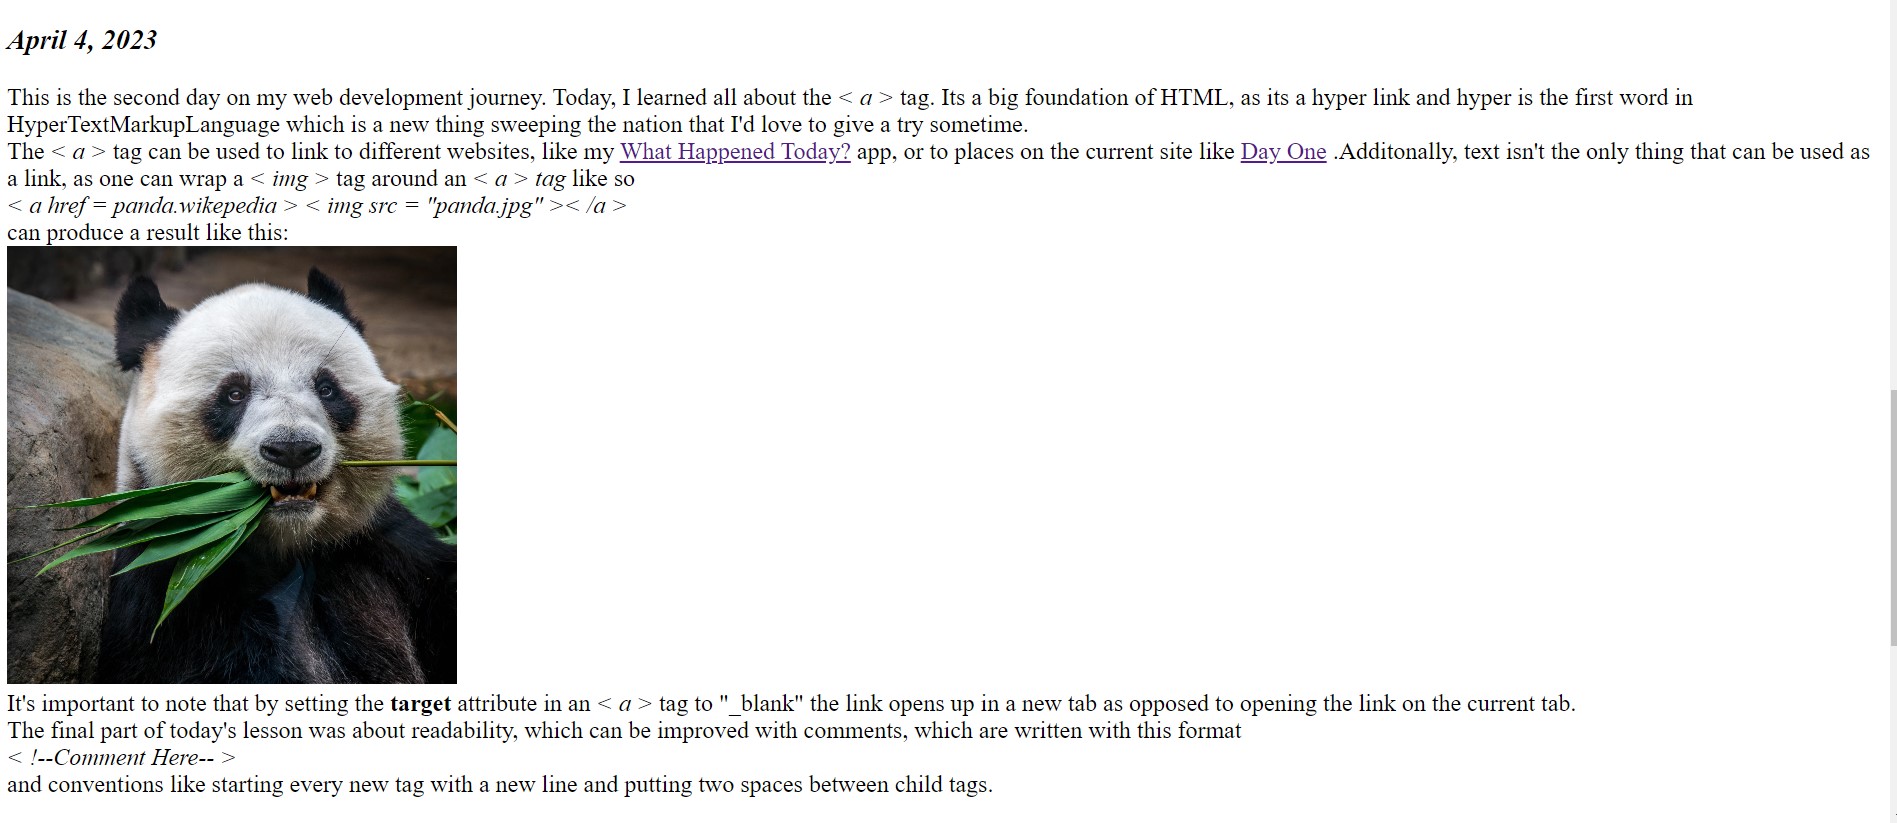 April 4, 2023
This is the second day on my web development journey. Today, I learned all about the < a > tag. Its a big foundation of HTML, as its a hyper link and hyper is the first word in
HyperTextMarkupLanguage which is a new thing sweeping the nation that I'd love to give a try sometime.
The < a > tag can be used to link to different websites, like my What Happened Today? app, or to places on the current site like Day One .Additonally, text isn't the only thing that can be used as
a link, as one can wrap a < img > tag around an < a > tag like so
< a href = panda.wikepedia > < img src = "panda.jpg" >< /a >
can produce a result like this:
It's important to note that by setting the target attribute in an < a > tag to "_blank" the link opens up in a new tab as opposed to opening the link on the current tab.
The final part of today's lesson was about readability, which can be improved with comments, which are written with this format
< !--Comment Here-- >
and conventions like starting every new tag with a new line and putting two spaces between child tags.